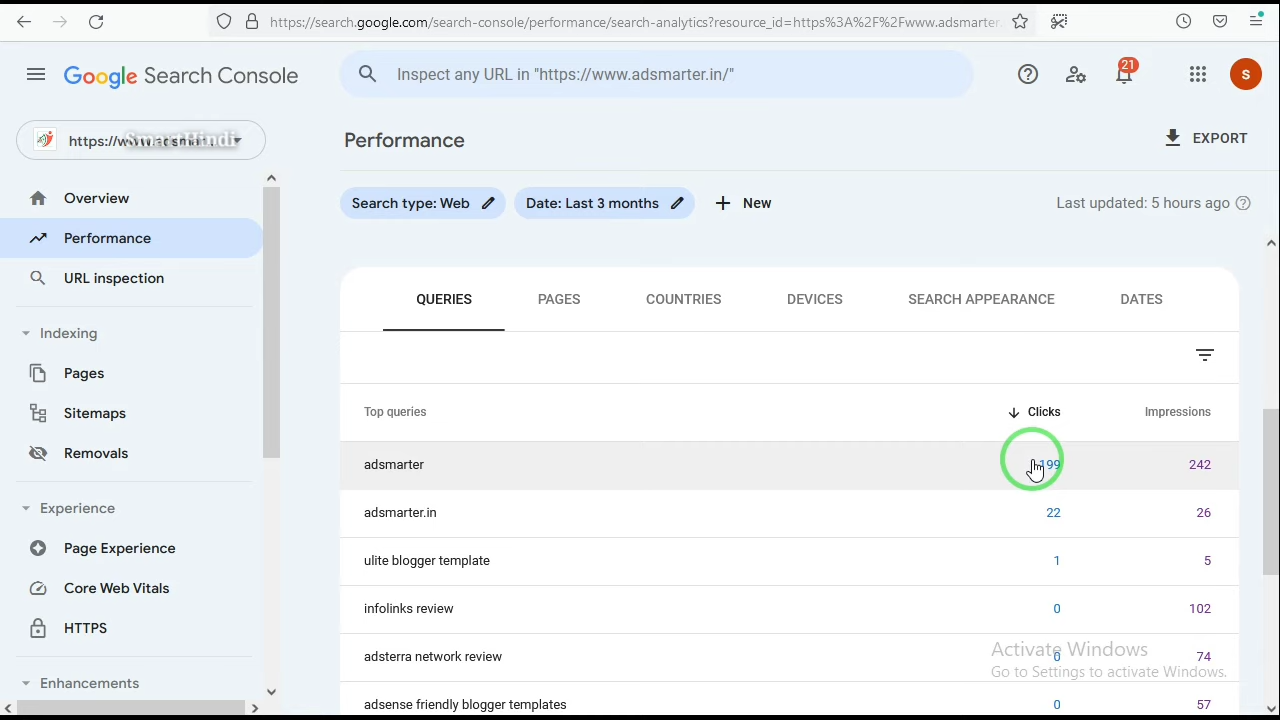 https://search.google.com/search-console/performance/search-analytics?resource_id=https%3A%2F%2Fwww.adsmarter.
Google Search Console
Inspect any URL in "https://www.adsmarter.in/"
21
S
SmartHindi
Performance
EXPORT
Search type: Web
Date: Last 3 months
New
Last updated: 5 hours ago
Overview
Performance
URL inspection
Indexing
Pages
Sitemaps
Removals
Experience
Page Experience
Core Web Vitals
HTTPS
Enhancements
QUERIES PAGES COUNTRIES DEVICES SEARCH APPEARANCE DATES
Top queries Clicks Impressions
adsmarter 199 242
adsmarter.in 22 26
ulite blogger template 1 5
infolinks review 0 102
adsterra network review 0 74
adsense friendly blogger templates 0 57
Activate Windows
Go to Settings to activate Windows.